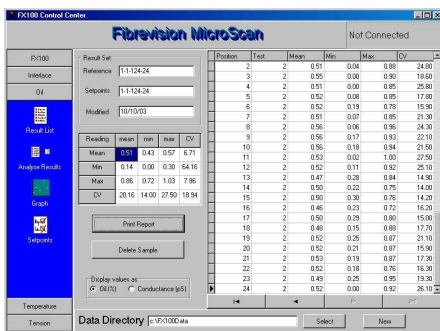 FX100 Control Center
Fibrevision MicroScan
Not Connected
FX100
Interface
Oil
Result List
Analyse Results
Graph
Setpoints
Temperature
Tension
Result Set
Reference 1-1-124-24
Setpoints 1-1-124-24
Modified 10/10/03
Reading mean min max CV
Mean 0.51 0.43 0.57 6.71
Min 0.14 0.00 0.30 64.16
Max 0.86 0.72 1.03 7.96
CV 20.16 14.00 27.50 18.94
Print Report
Delete Sample
Display values as
Oil (%) Conductance (pS)
Position Test Mean Min Max CV
2 2 0.51 0.04 0.88 24.80
3 2 0.55 0.00 0.90 18.60
4 2 0.51 0.00 0.85 25.80
5 2 0.52 0.08 0.85 17.80
6 2 0.52 0.19 0.78 15.90
7 2 0.51 0.07 0.85 21.30
8 2 0.56 0.06 0.96 24.30
9 2 0.56 0.17 0.93 22.10
10 2 0.56 0.18 0.94 21.50
11 2 0.53 0.02 1.00 27.50
12 2 0.52 0.11 0.92 25.10
13 2 0.47 0.28 0.84 14.90
14 2 0.50 0.22 0.75 14.00
15 2 0.50 0.30 0.76 14.20
16 2 0.46 0.23 0.72 16.20
17 2 0.50 0.29 0.80 15.00
18 2 0.48 0.15 0.88 17.70
19 2 0.52 0.25 0.87 21.10
20 2 0.52 0.21 0.87 15.90
21 2 0.53 0.19 0.87 17.30
22 2 0.52 0.18 0.76 16.30
23 2 0.49 0.25 0.95 19.30
24 2 0.52 0.00 0.92 26.10
Data Directory c:\FX100Data
Select
New